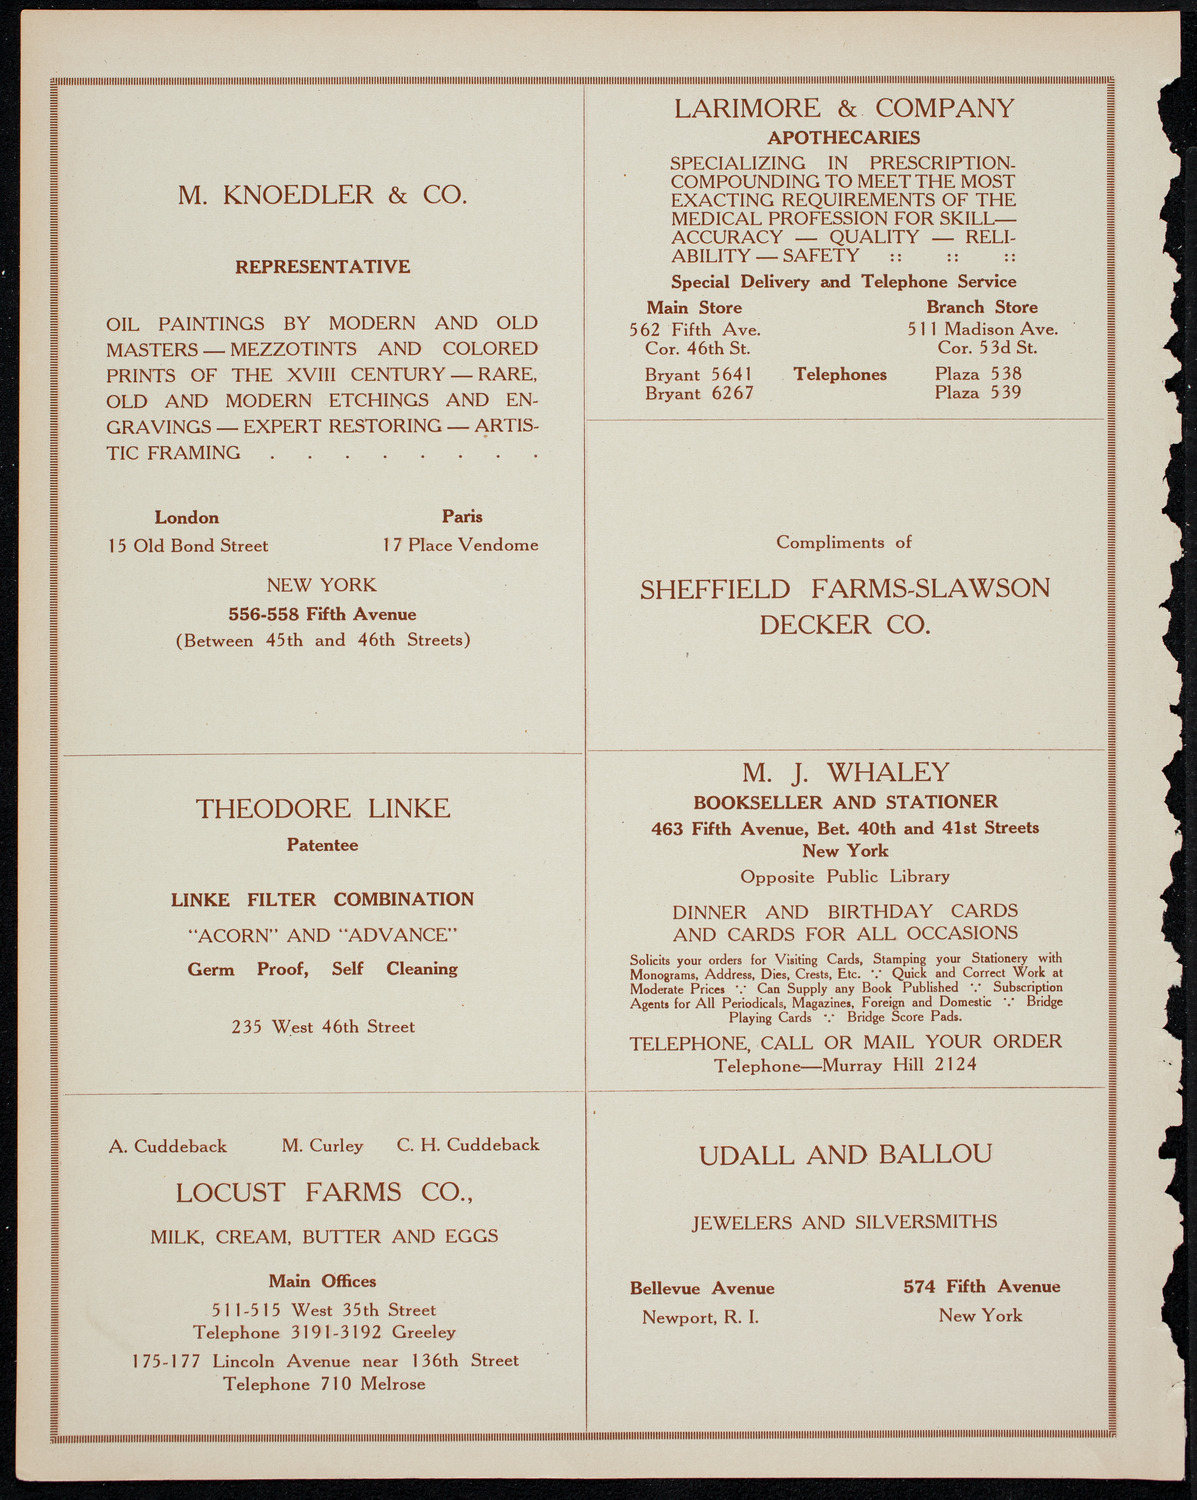 M. KNOEDLER & CO.
REPRESENTATIVE
OIL PAINTINGS BY MODERN AND OLD
MASTERS — MEZZOTINTS AND COLORED
PRINTS OF THE XVIII CENTURY — RARE,
OLD AND MODERN ETCHINGS AND EN-
GRAVINGS — EXPERT RESTORING — ARTIS-
TIC FRAMING . . . . . . . .
London Paris
15 Old Bond Street 17 Place Vendome
NEW YORK
556-558 Fifth Avenue
(Between 45th and 46th Streets)
THEODORE LINKE
Patentee
LINKE FILTER COMBINATION
"ACORN" AND "ADVANCE"
Germ Proof, Self Cleaning
235 West 46th Street
A. Cuddeback M. Curley C. H. Cuddeback
LOCUST FARMS CO.,
MILK, CREAM, BUTTER AND EGGS
Main Offices
511-515 West 35th Street
Telephone 3191-3192 Greeley
175-177 Lincoln Avenue near 136th Street
Telephone 710 Melrose
LARIMORE & COMPANY
APOTHECARIES
SPECIALIZING IN PRESCRIPTION-
COMPOUNDING TO MEET THE MOST
EXACTING REQUIREMENTS OF THE
MEDICAL PROFESSION FOR SKILL—
ACCURACY — QUALITY — RELI-
ABILITY — SAFETY :: :: ::
Special Delivery and Telephone Service
Main Store Branch Store
562 Fifth Ave. 511 Madison Ave.
Cor. 46th St. Cor. 53d St.
Bryant 5641 Telephones Plaza 538
Bryant 6267 Plaza 539
Compliments of
SHEFFIELD FARMS-SLAWSON
DECKER CO.
M. J. WHALEY
BOOKSELLER AND STATIONER
463 Fifth Avenue, Bet. 40th and 41st Streets
New York
Opposite Public Library
DINNER AND BIRTHDAY CARDS
AND CARDS FOR ALL OCCASIONS
Solicits your orders for Visiting Cards, Stamping your Stationery with
Monograms, Address, Dies, Crests, Etc. ∵ Quick and Correct Work at
Moderate Prices ∵ Can Supply any Book Published ∵ Subscription
Agents for All Periodicals, Magazines, Foreign and Domestic ∵ Bridge
Playing Cards ∵ Bridge Score Pads.
TELEPHONE, CALL OR MAIL YOUR ORDER
Telephone—Murray Hill 2124
UDALL AND BALLOU
JEWELERS AND SILVERSMITHS
Bellevue Avenue 574 Fifth Avenue
Newport, R. I. New York